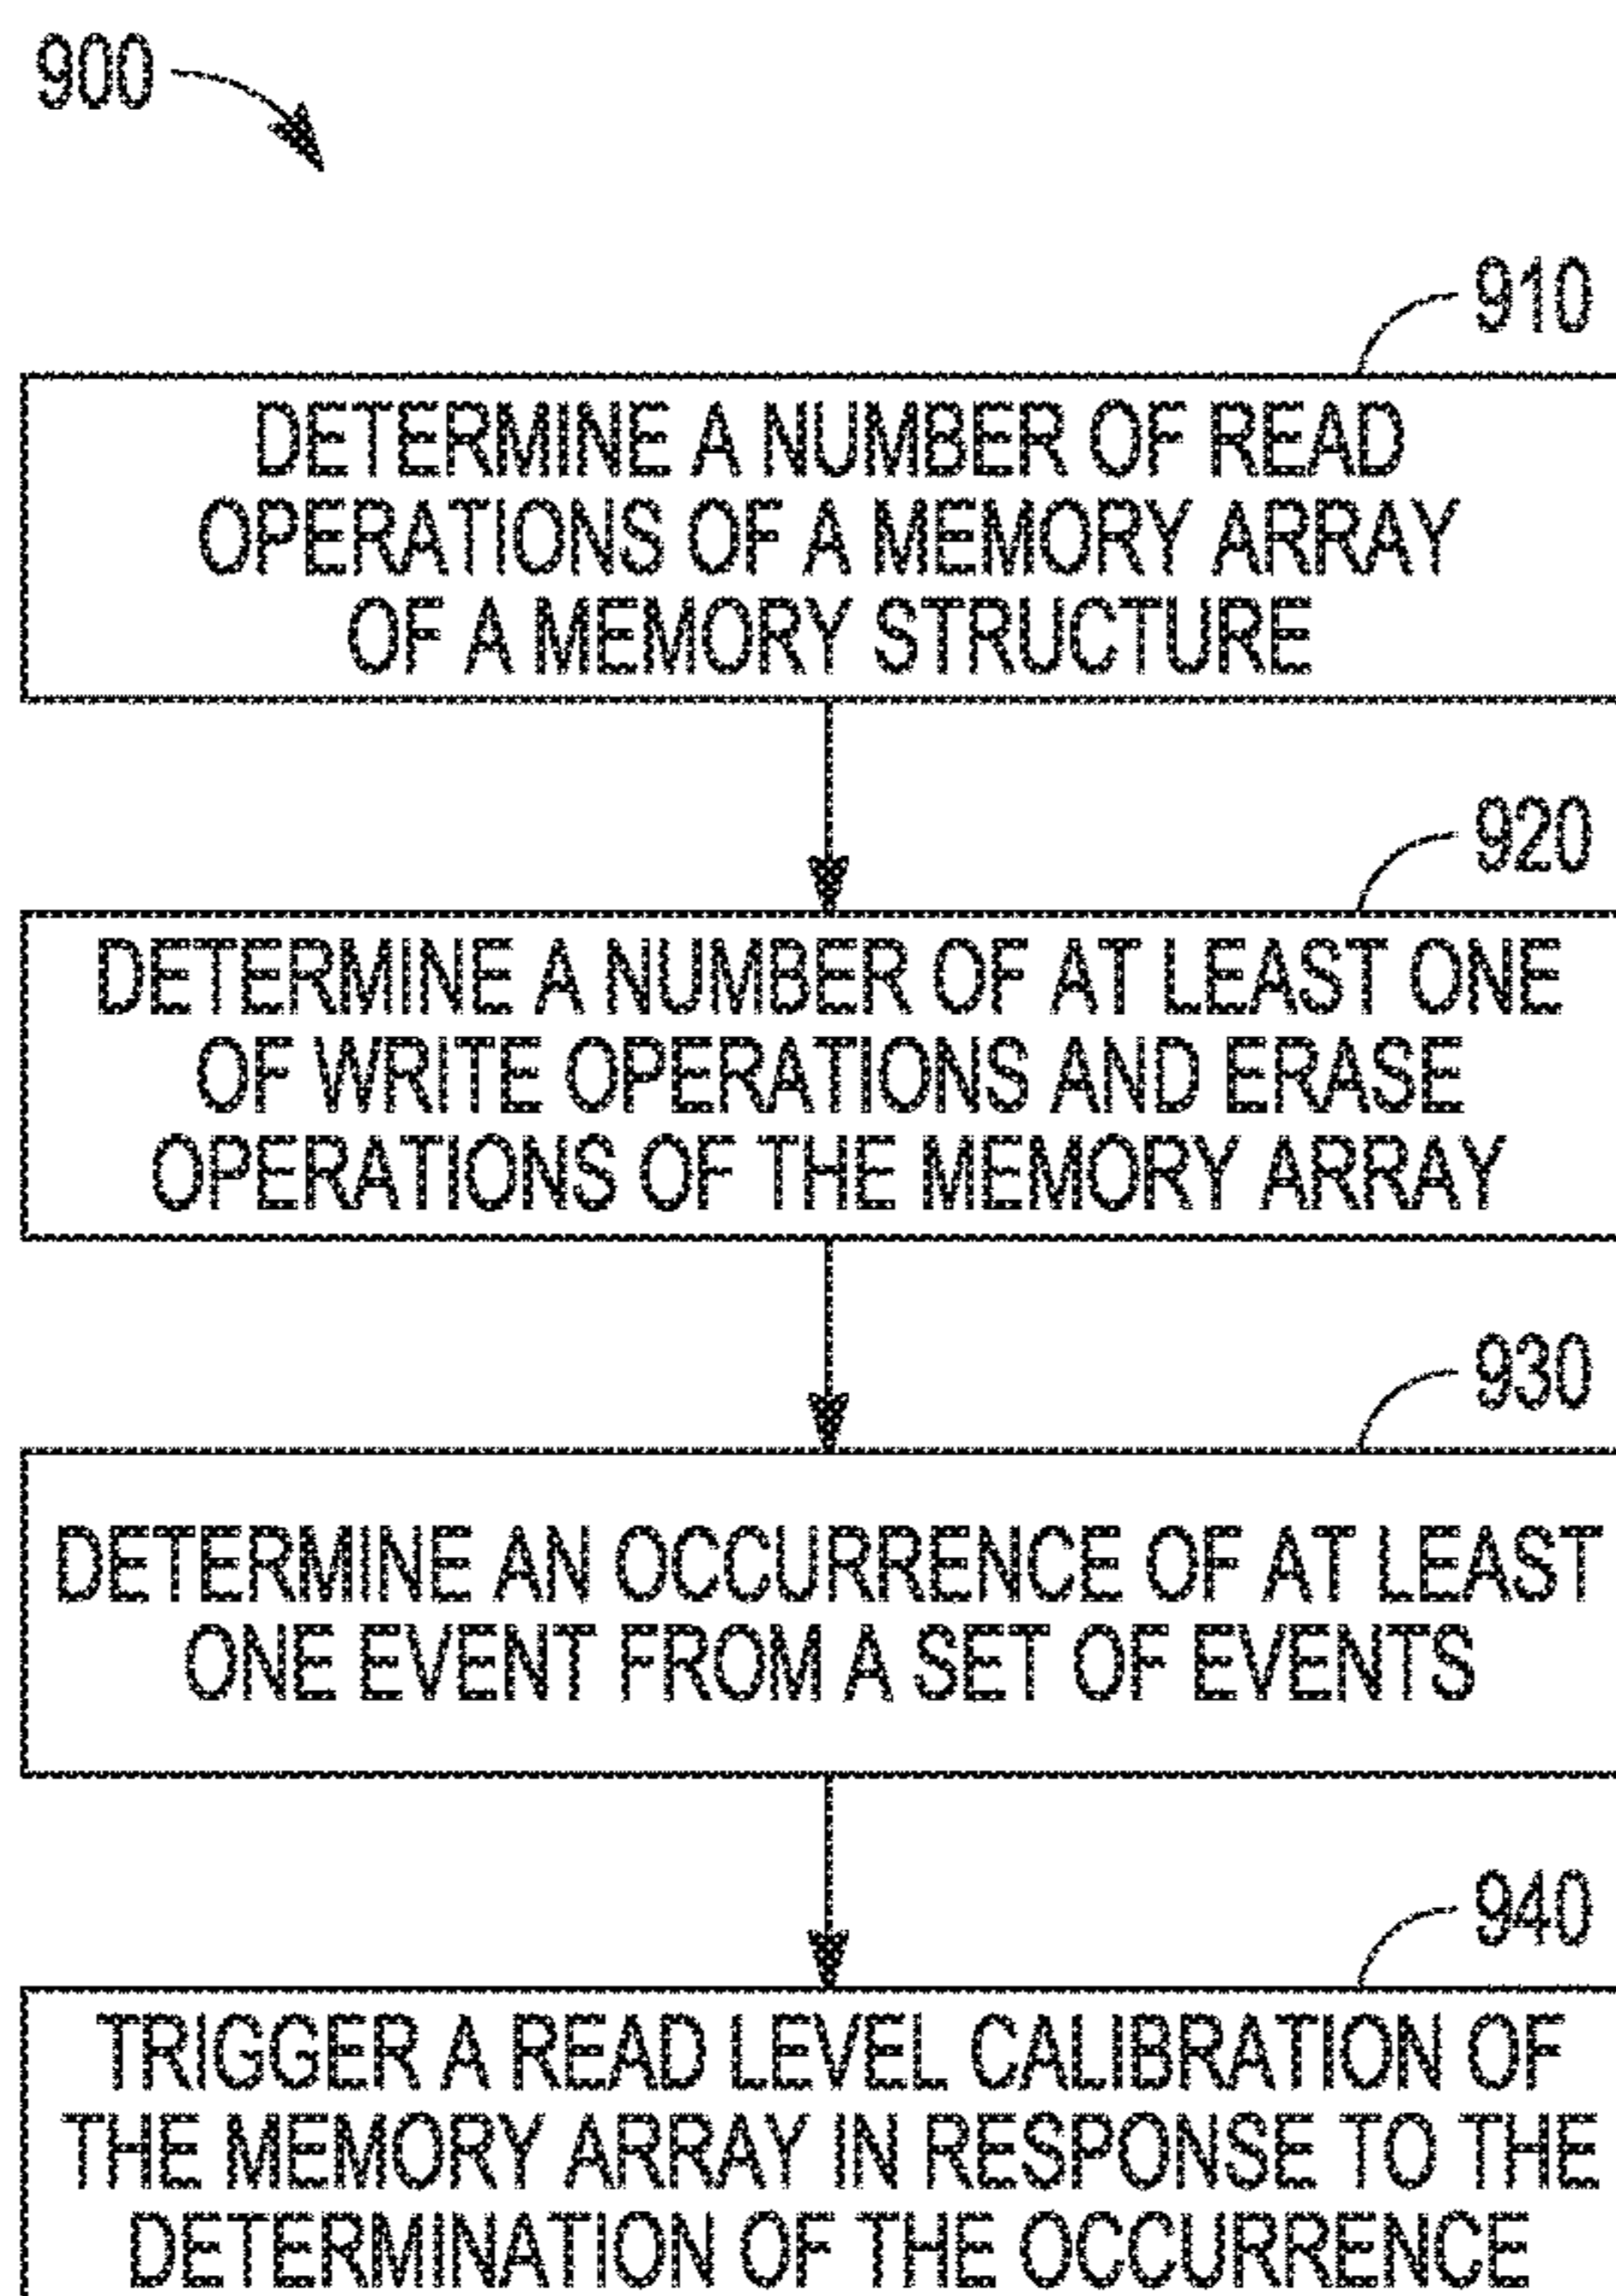 900
910
DETERMINE A NUMBER OF READ
OPERATIONS OF A MEMORY ARRAY
OF A MEMORY STRUCTURE
920
DETERMINE A NUMBER OF AT LEAST ONE
OF WRITE OPERATIONS AND ERASE
OPERATIONS OF THE MEMORY ARRAY
930
DETERMINE AN OCCURRENCE OF AT LEAST
ONE EVENT FROM A SET OF EVENTS
940
TRIGGER A READ LEVEL CALIBRATION OF
THE MEMORY ARRAY IN RESPONSE TO THE
DETERMINATION OF THE OCCURRENCE